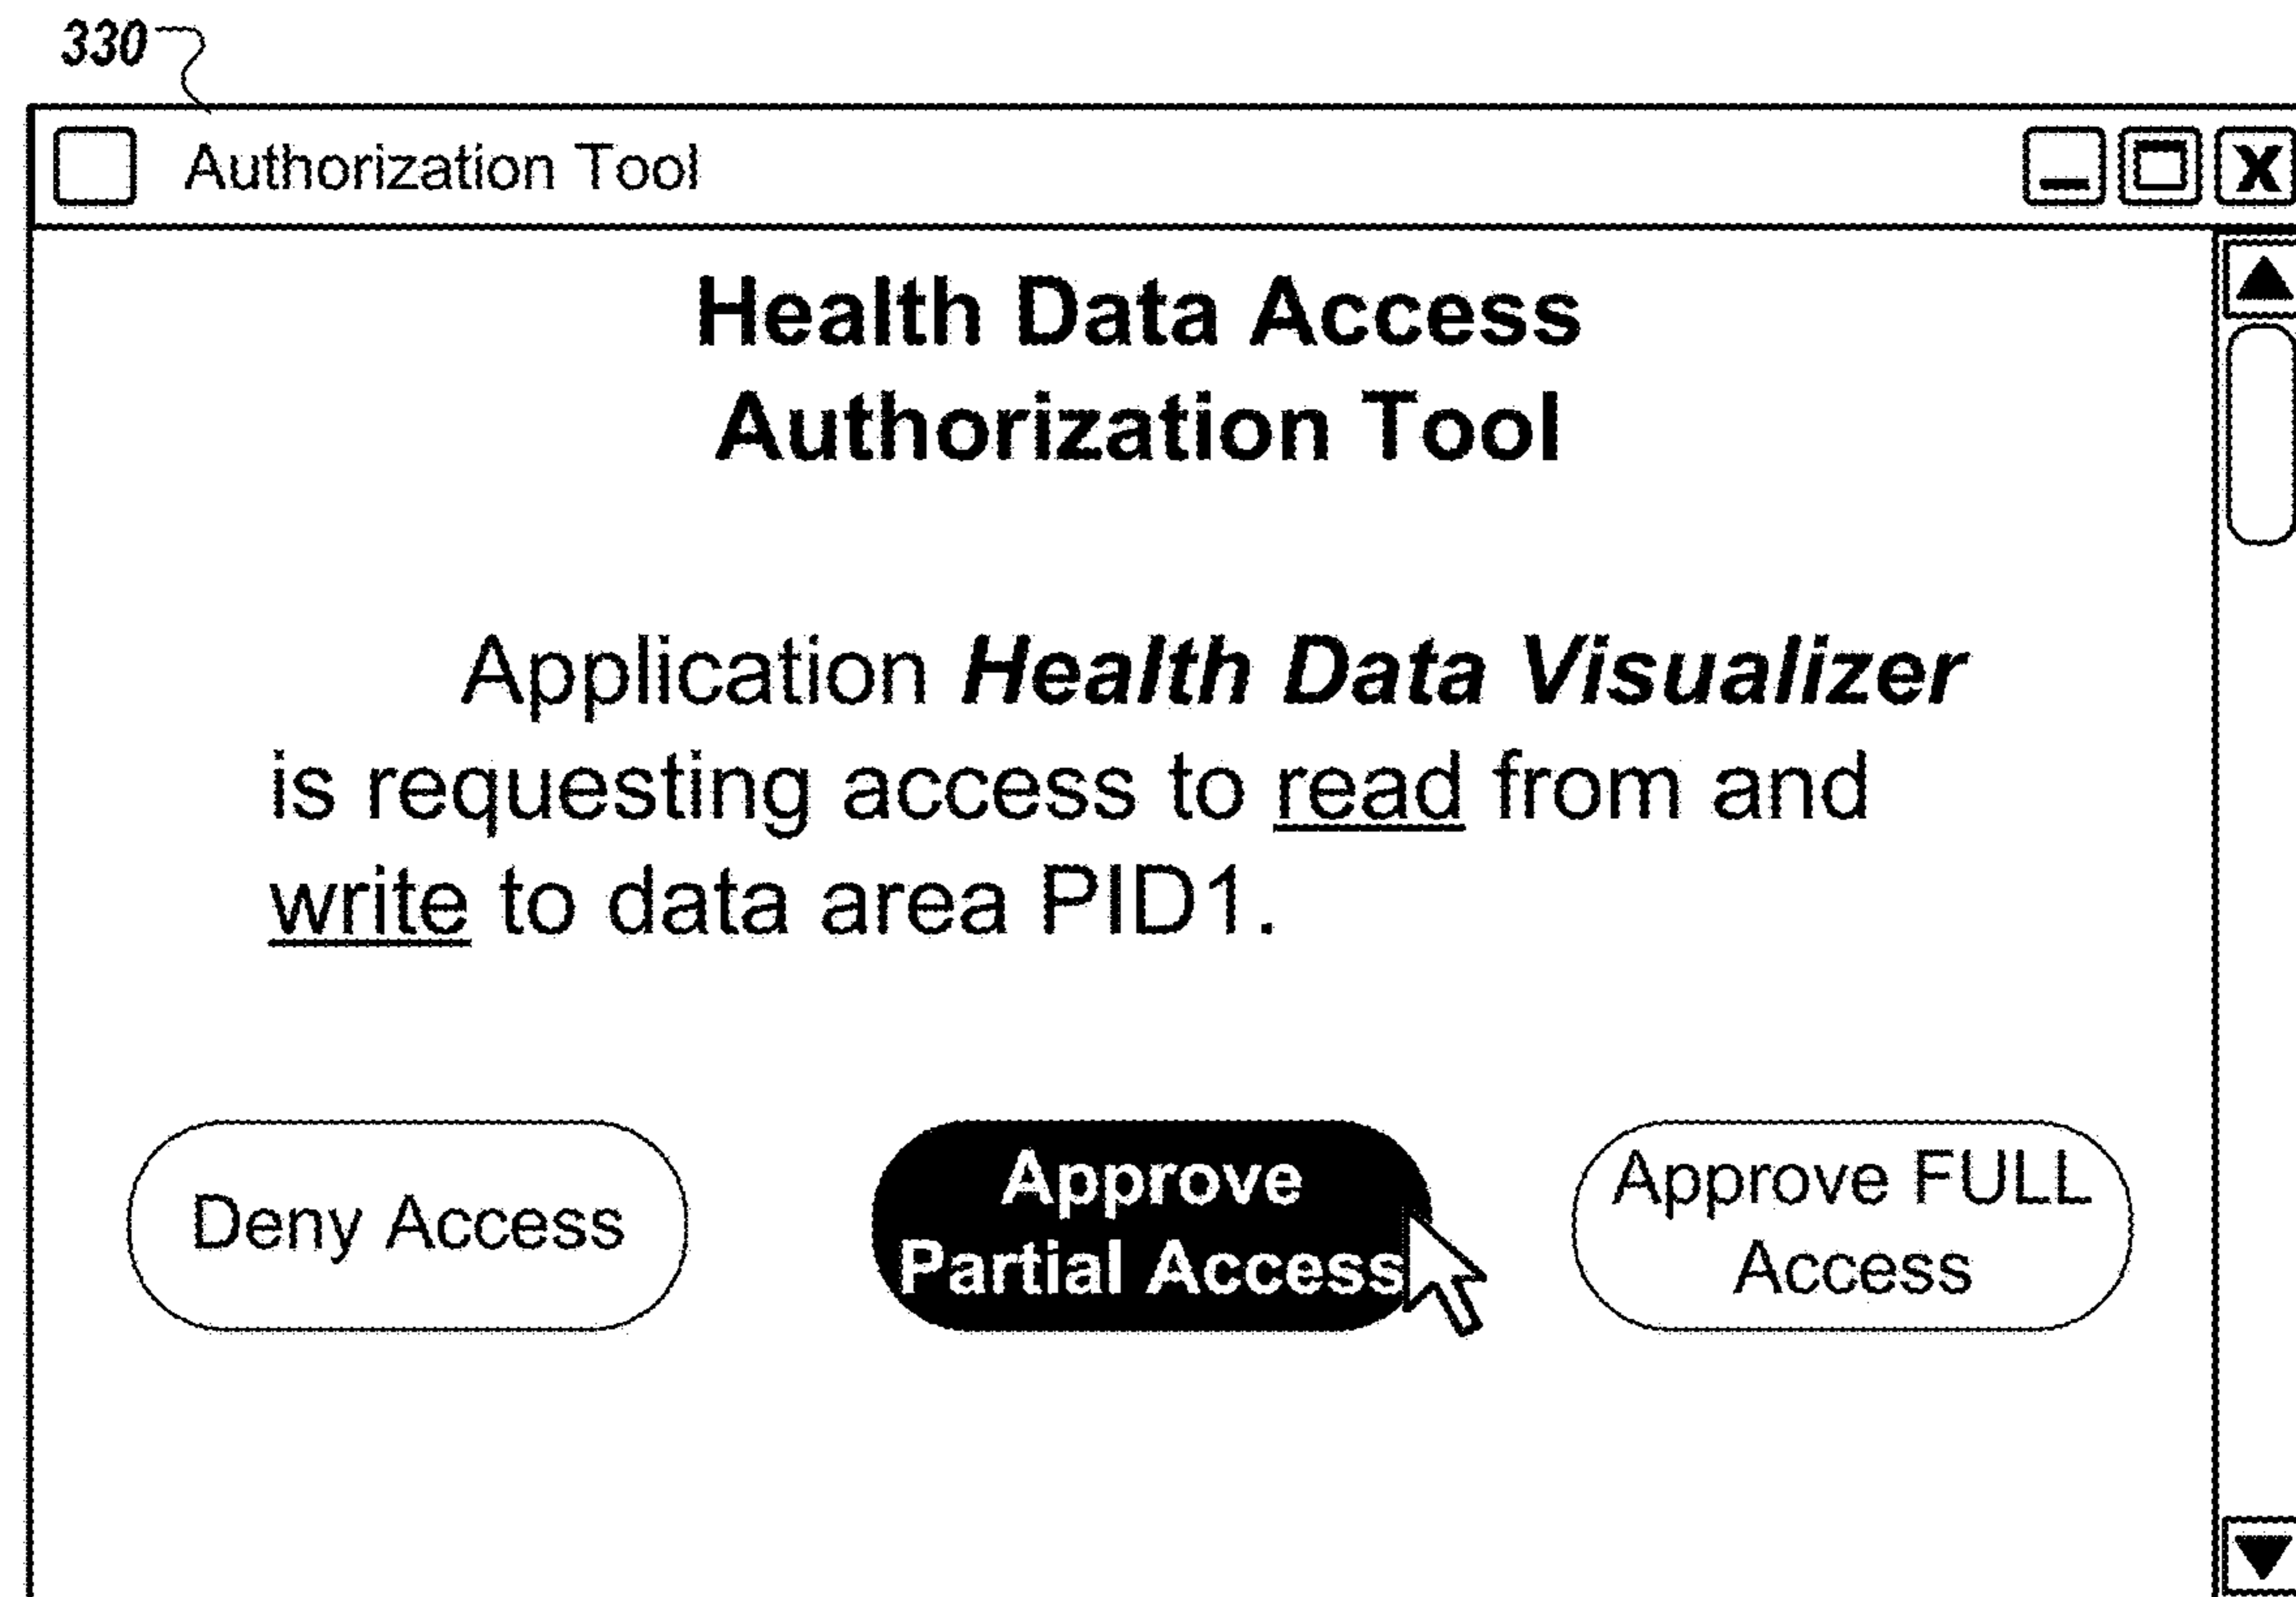 330
Authorization Tool
Health Data Access
Authorization Tool
Application Health Data Visualizer
is requesting access to read from and
write to data area PID1.
Deny Access
Approve
Partial Access
Approve FULL
Access